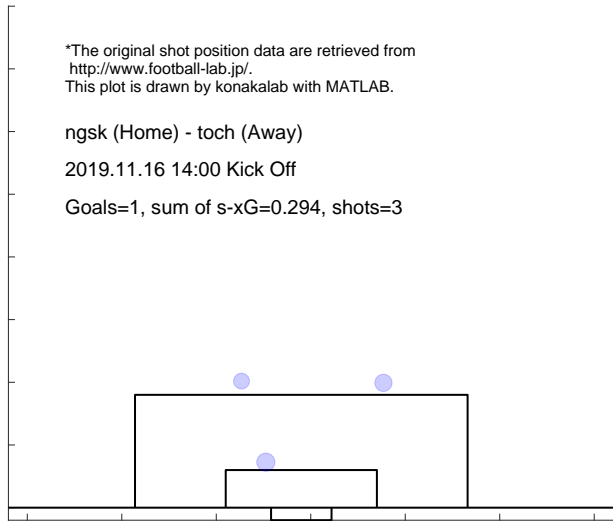 *The original shot position data are retrieved from
http://www.football-lab.jp/.
This plot is drawn by konakalab with MATLAB.
ngsk (Home) - toch (Away)
2019.11.16 14:00 Kick Off
Goals=1, sum of s-xG=0.294, shots=3